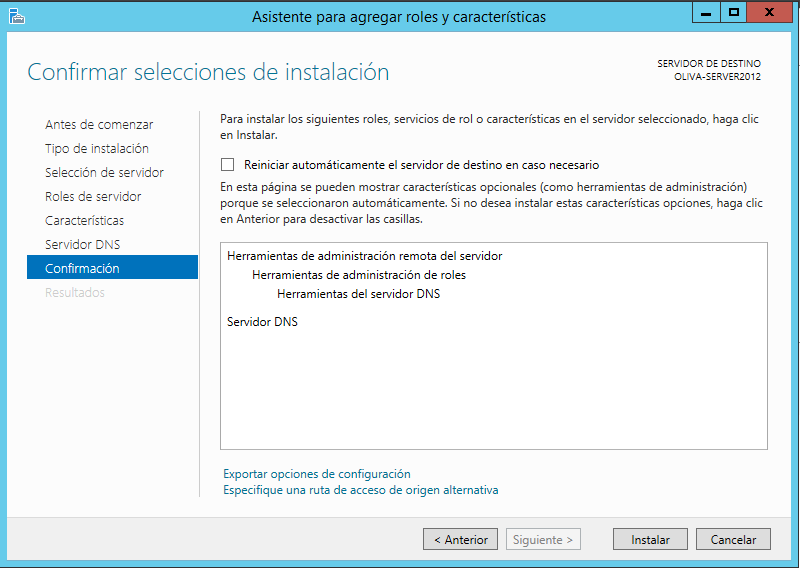 Asistente para agregar roles y características
Confirmar selecciones de instalación
SERVIDOR DE DESTINO
OLIVA-SERVER2012
Antes de comenzar
Tipo de instalación
Selección de servidor
Roles de servidor
Características
Servidor DNS
Confirmación
Resultados
Para instalar los siguientes roles, servicios de rol o características en el servidor seleccionado, haga clic
en Instalar.
Reiniciar automáticamente el servidor de destino en caso necesario
En esta página se pueden mostrar características opcionales (como herramientas de administración)
porque se seleccionaron automáticamente. Si no desea instalar estas características opciones, haga clic
en Anterior para desactivar las casillas.
Herramientas de administración remota del servidor
Herramientas de administración de roles
Herramientas del servidor DNS
Servidor DNS
Exportar opciones de configuración
Especifique una ruta de acceso de origen alternativa
< Anterior
Siguiente >
Instalar
Cancelar